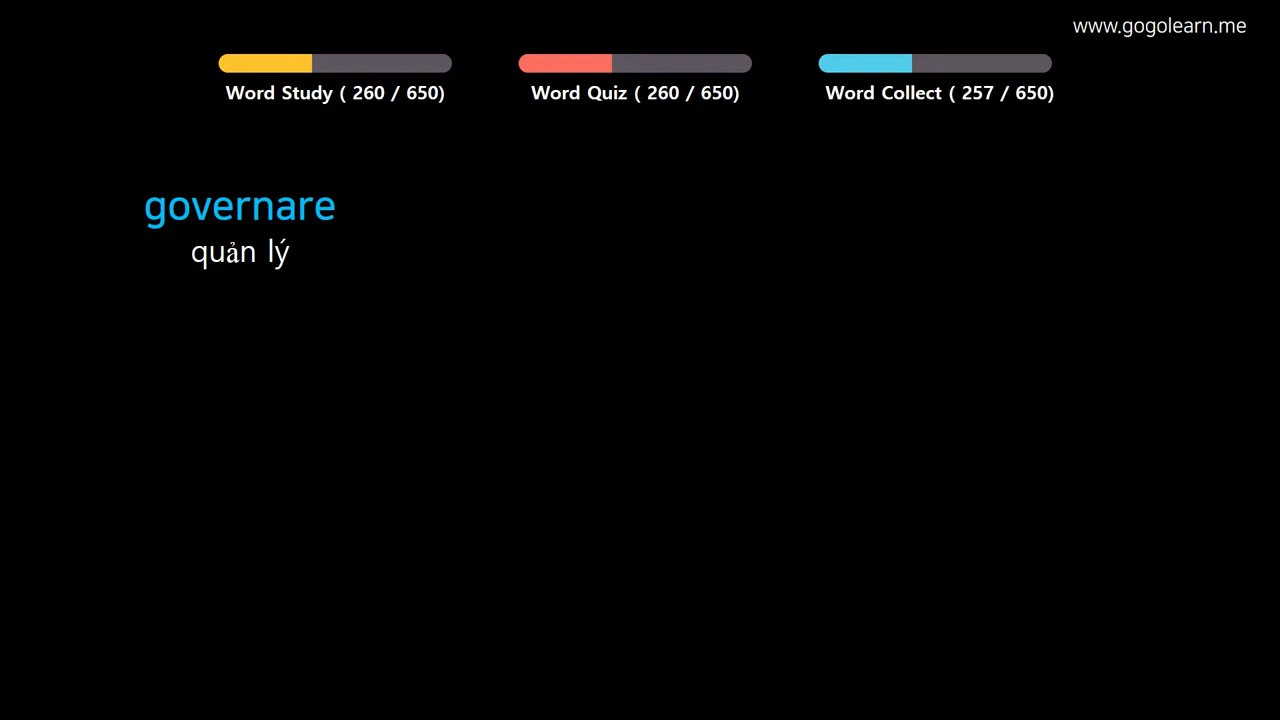 www.gogolearn.me
Word Study ( 260 / 650)
Word Quiz ( 260 / 650)
Word Collect ( 257 / 650)
governare
quản lý